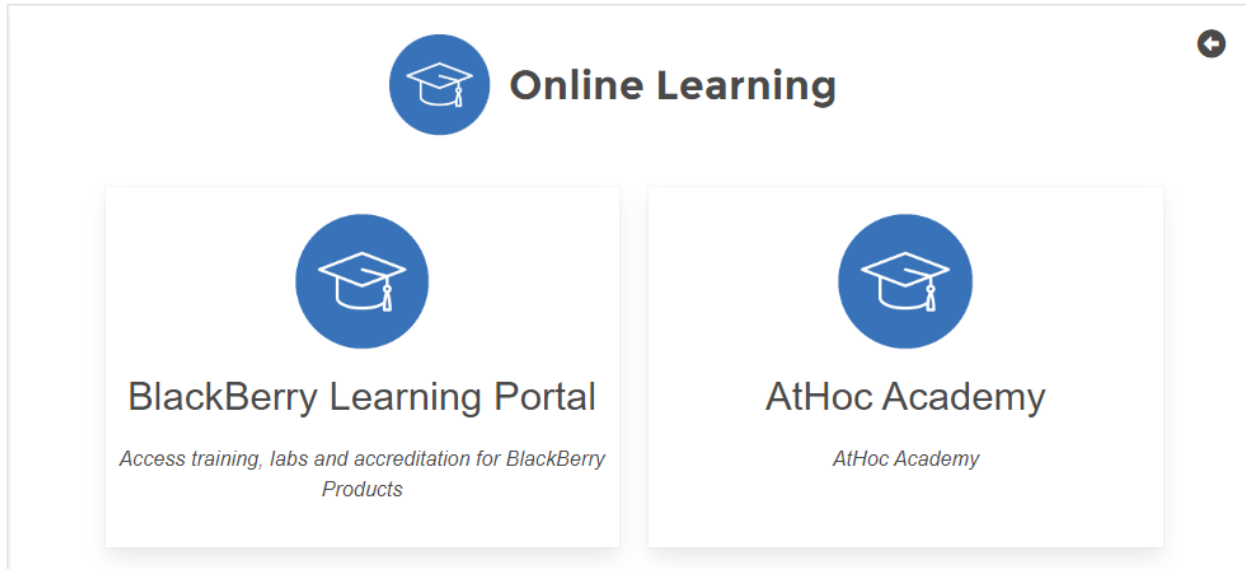 Online Learning
BlackBerry Learning Portal
Access training, labs and accreditation for BlackBerry
Products
AtHoc Academy
AtHoc Academy